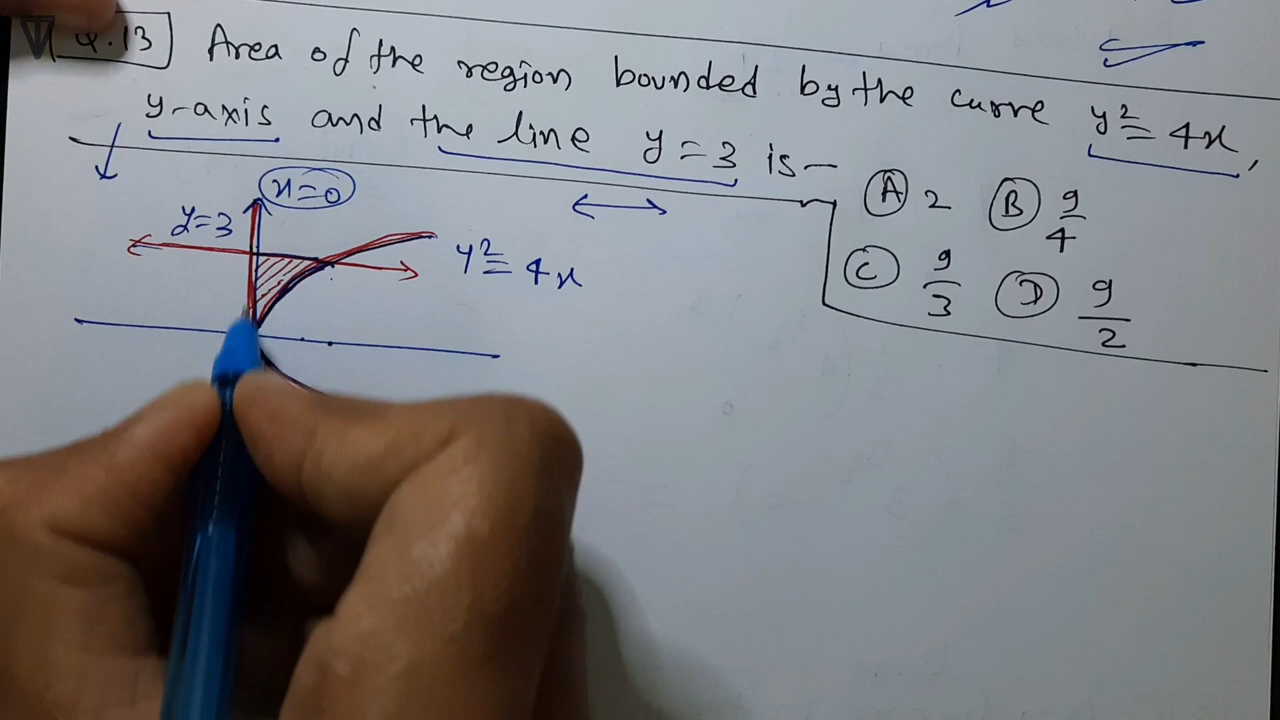 Q.13 Area of the region bounded by the curve y² = 4x,
y-axis and the line y = 3 is —
(A) 2 (B) 9/4
(C) 9/3 (D) 9/2
x=0
y=3
y² = 4x